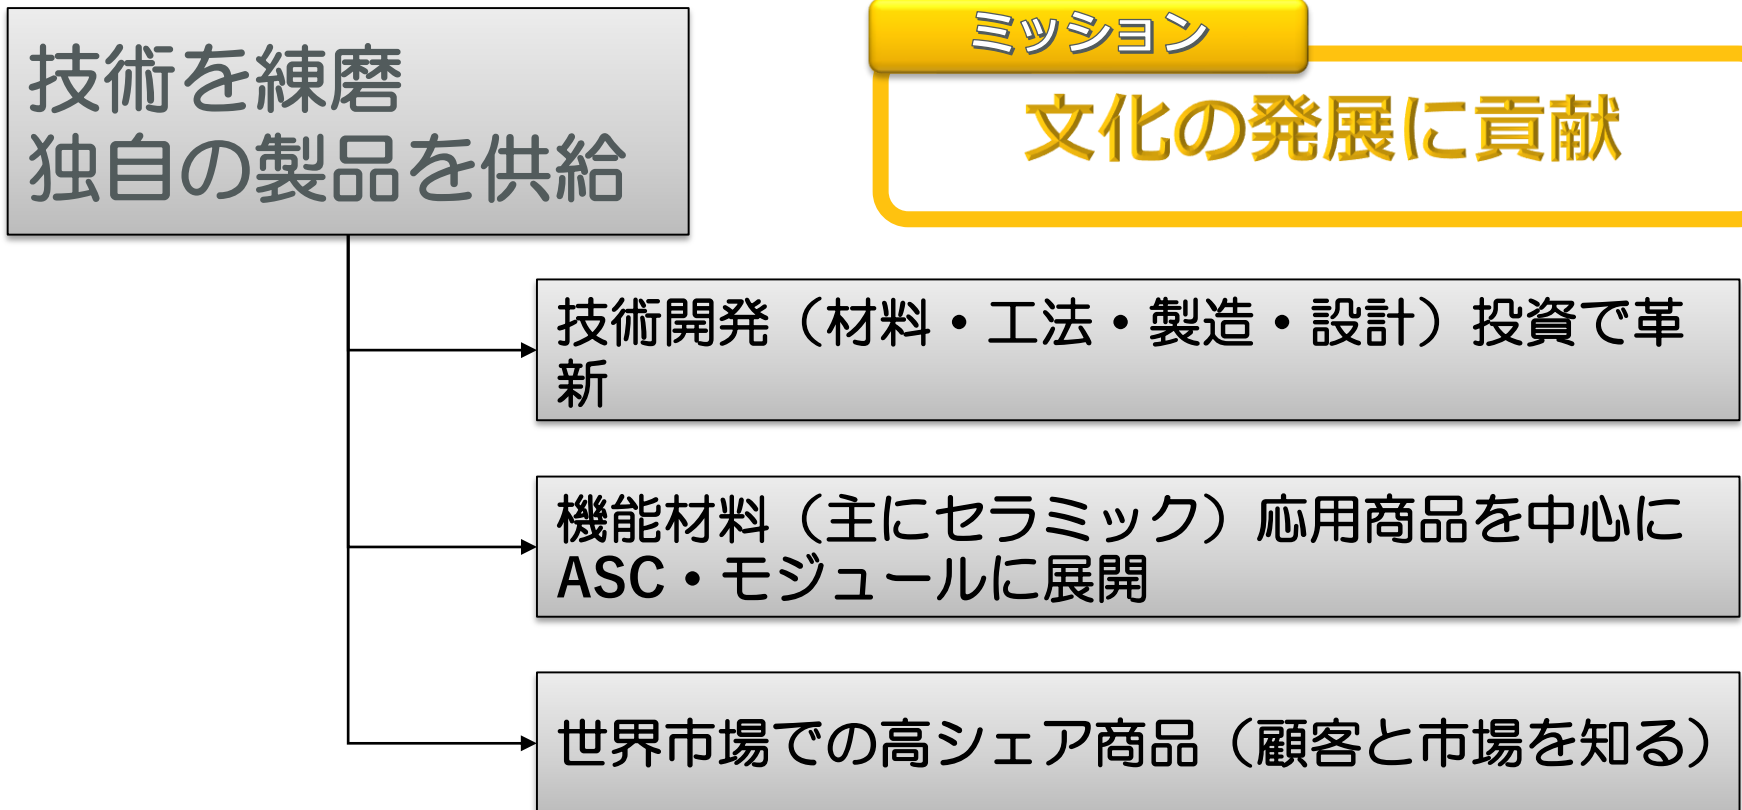 技術を練磨
独自の製品を供給
ミッション
文化の発展に貢献
技術開発（材料・工法・製造・設計）投資で革
新
機能材料（主にセラミック）応用商品を中心に
ASC・モジュールに展開
世界市場での高シェア商品（顧客と市場を知る）